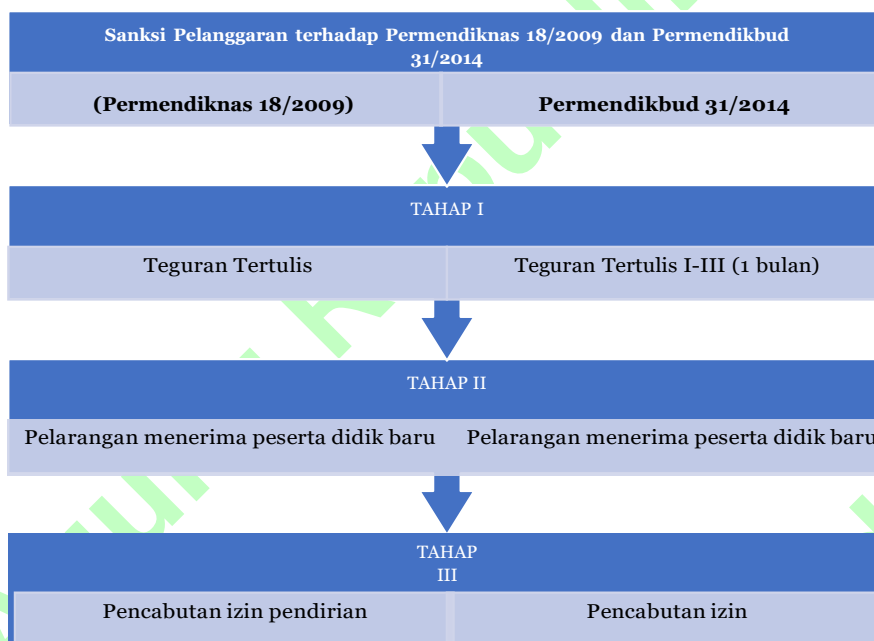 Sanksi Pelanggaran terhadap Permendiknas 18/2009 dan Permendikbud
31/2014
(Permendiknas 18/2009) Permendikbud 31/2014
TAHAP I
Teguran Tertulis Teguran Tertulis I-III (1 bulan)
TAHAP II
Pelarangan menerima peserta didik baru Pelarangan menerima peserta didik baru
TAHAP
III
Pencabutan izin pendirian Pencabutan izin